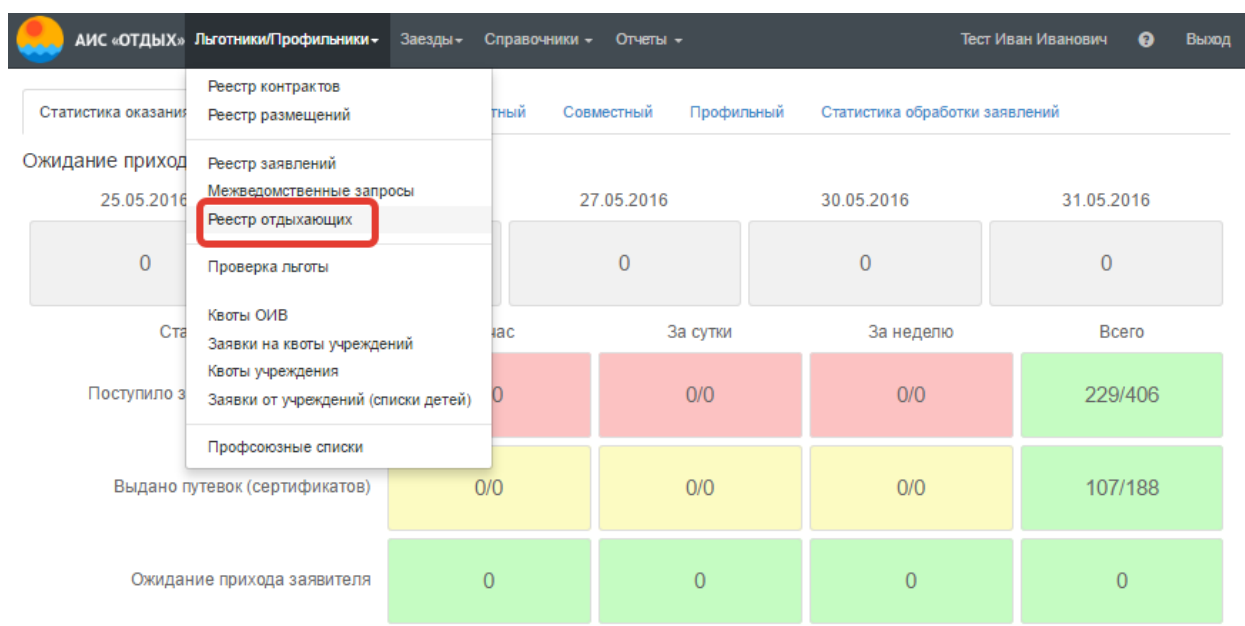 АИС «ОТДЫХ» Льготники/Профильники Заезды Справочники Отчеты Тест Иван Иванович ? Выход
Реестр контрактов
Реестр размещений
Реестр заявлений
Межведомственные запросы
Реестр отдыхающих
Проверка льготы
Квоты ОИВ
Заявки на квоты учреждений
Квоты учреждения
Заявки от учреждений (списки детей)
Профсоюзные списки
Статистика оказания тный Совместный Профильный Статистика обработки заявлений
Ожидание приход
25.05.2016 27.05.2016 30.05.2016 31.05.2016
0 0 0 0
Ста час За сутки За неделю Всего
Поступило з 0 0/0 0/0 229/406
Выдано путевок (сертификатов) 0/0 0/0 0/0 107/188
Ожидание прихода заявителя 0 0 0 0